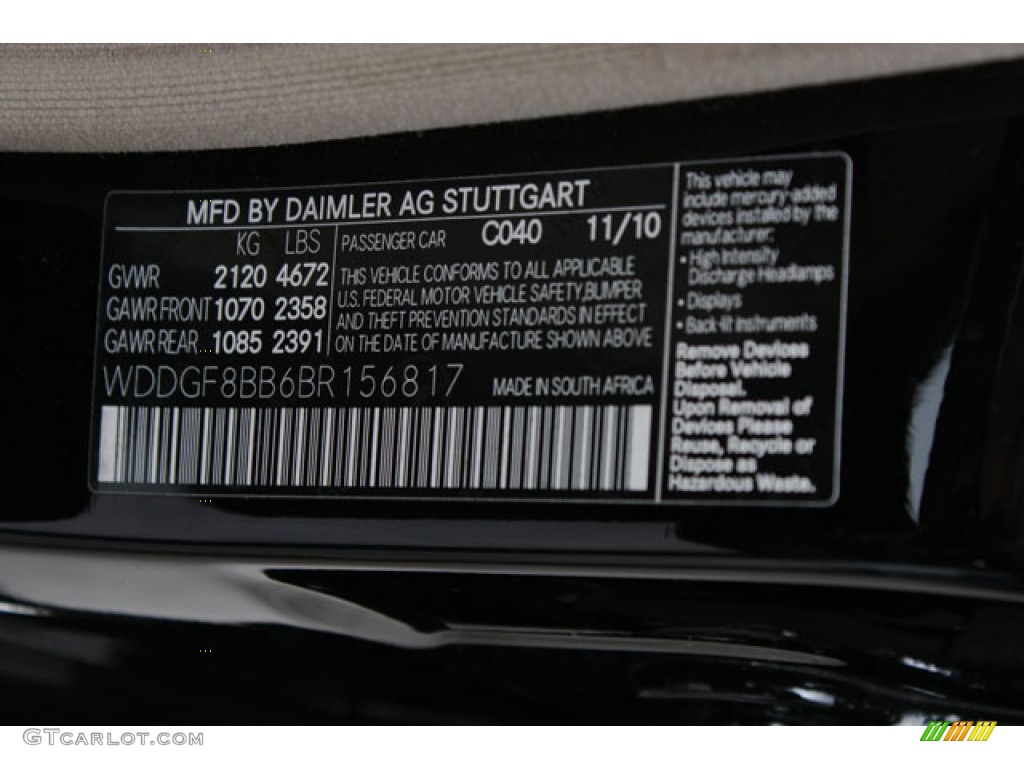 MFD BY DAIMLER AG STUTTGART
KG LBS
GVWR 2120 4672
GAWR FRONT 1070 2358
GAWR REAR 1085 2391
PASSENGER CAR C040 11/10
THIS VEHICLE CONFORMS TO ALL APPLICABLE
U.S. FEDERAL MOTOR VEHICLE SAFETY,BUMPER
AND THEFT PREVENTION STANDARDS IN EFFECT
ON THE DATE OF MANUFACTURE SHOWN ABOVE
WDDGF8BB6BR156817 MADE IN SOUTH AFRICA
This vehicle may
include mercury-added
devices installed by the
manufacturer:
• High Intensity
Discharge Headlamps
• Displays
• Back-lit instruments
Remove Devices
Before Vehicle
Disposal.
Upon Removal of
Devices Please
Reuse, Recycle or
Dispose as
Hazardous Waste.
GTCARLOT.COM